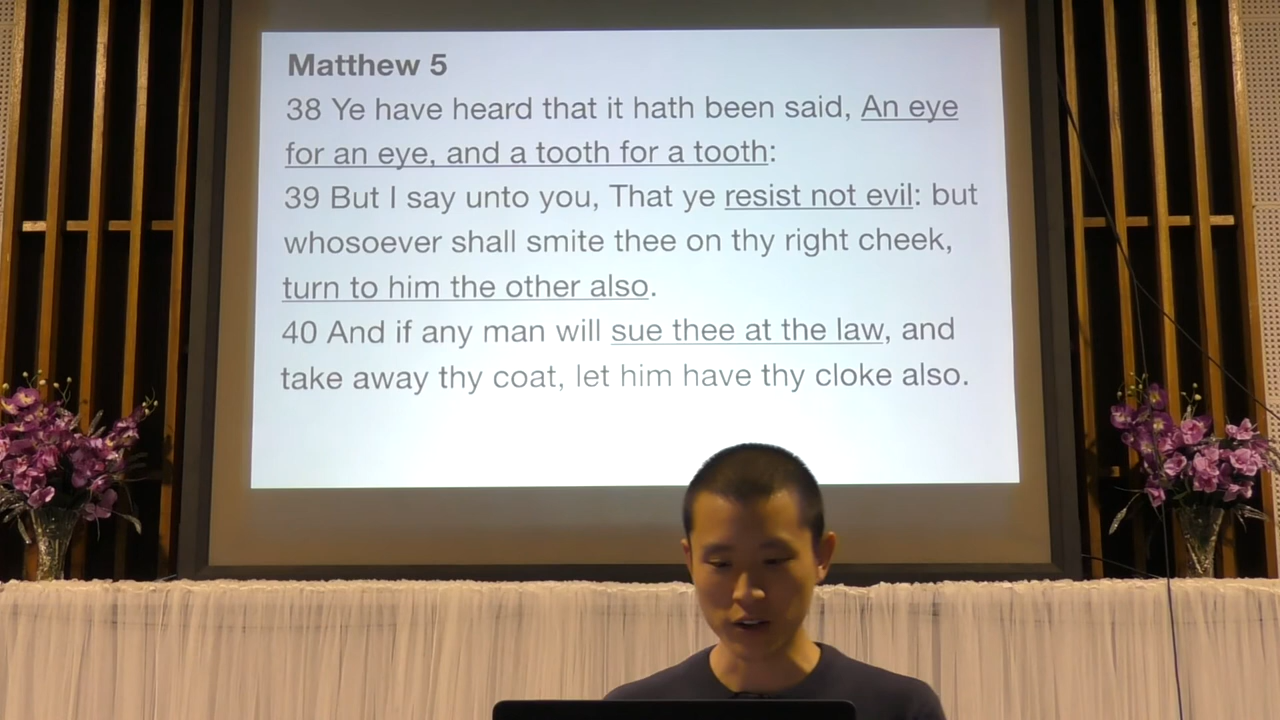 Matthew 5
38 Ye have heard that it hath been said, An eye
for an eye, and a tooth for a tooth:
39 But I say unto you, That ye resist not evil: but
whosoever shall smite thee on thy right cheek,
turn to him the other also.
40 And if any man will sue thee at the law, and
take away thy coat, let him have thy cloke also.